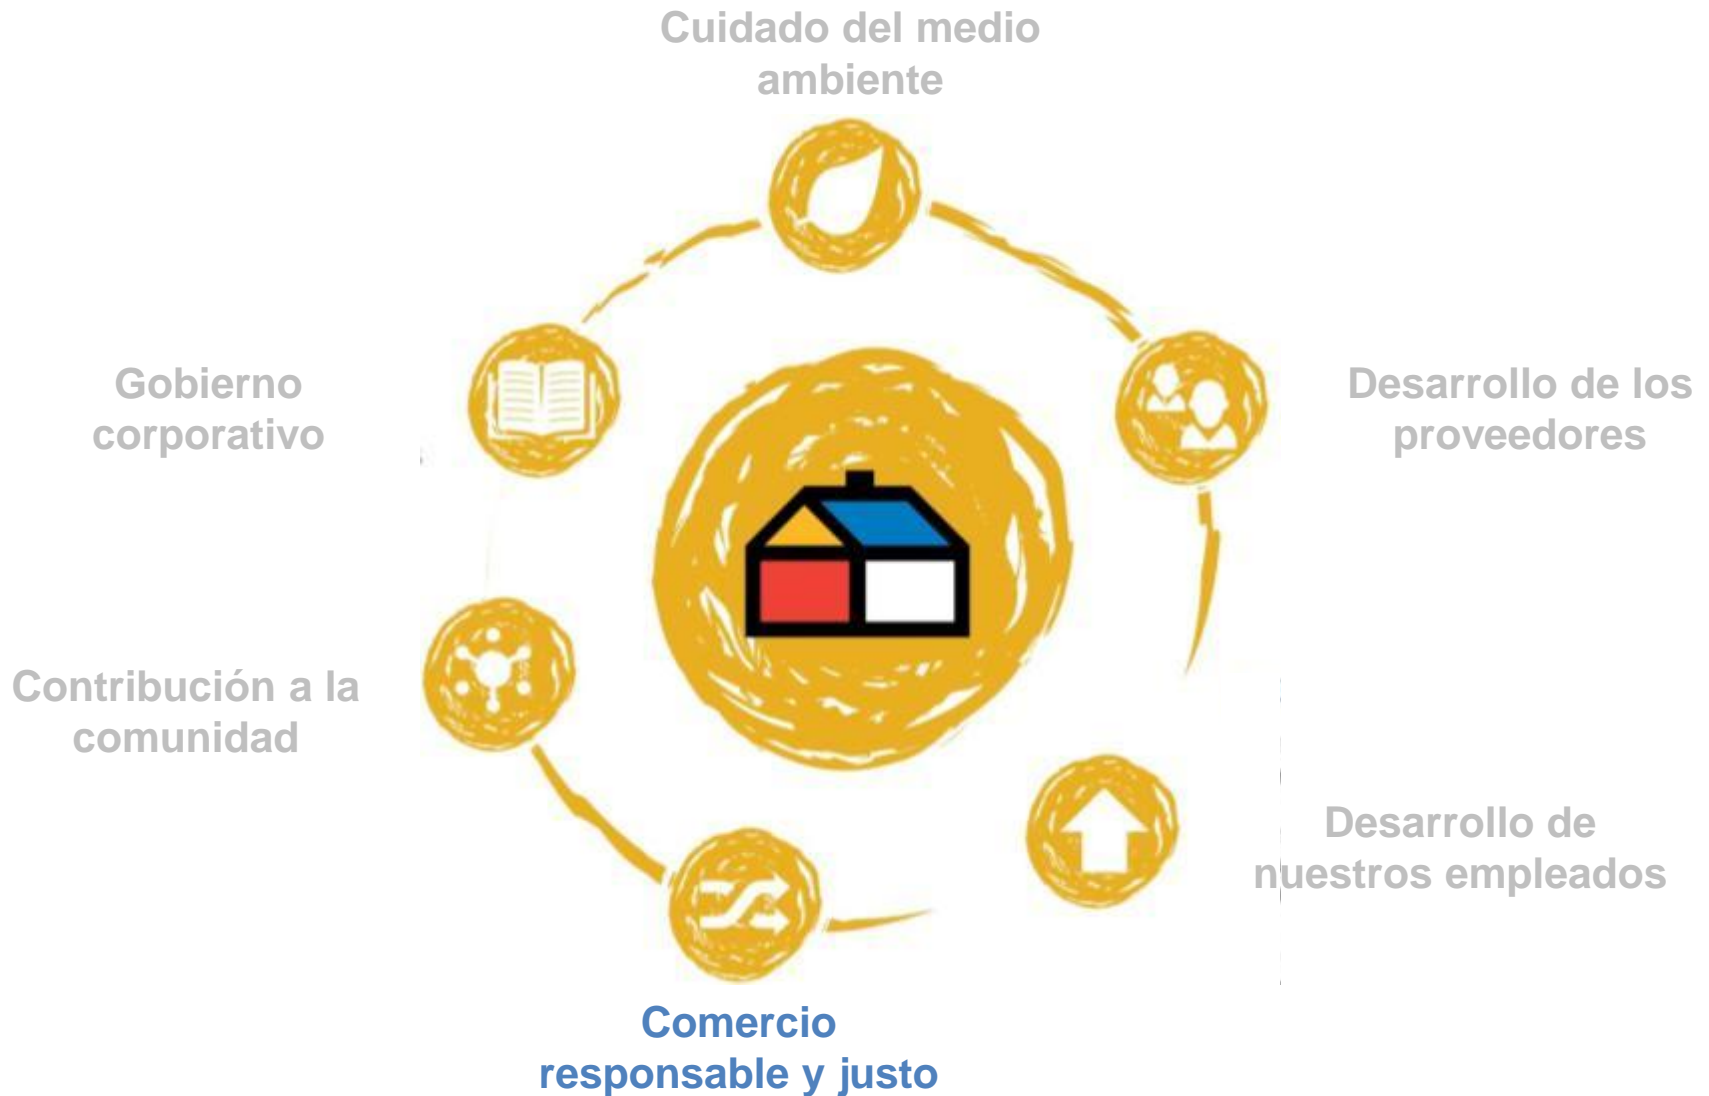 Cuidado del medio
ambiente
Gobierno
corporativo
Desarrollo de los
proveedores
Contribución a la
comunidad
Desarrollo de
nuestros empleados
Comercio
responsable y justo